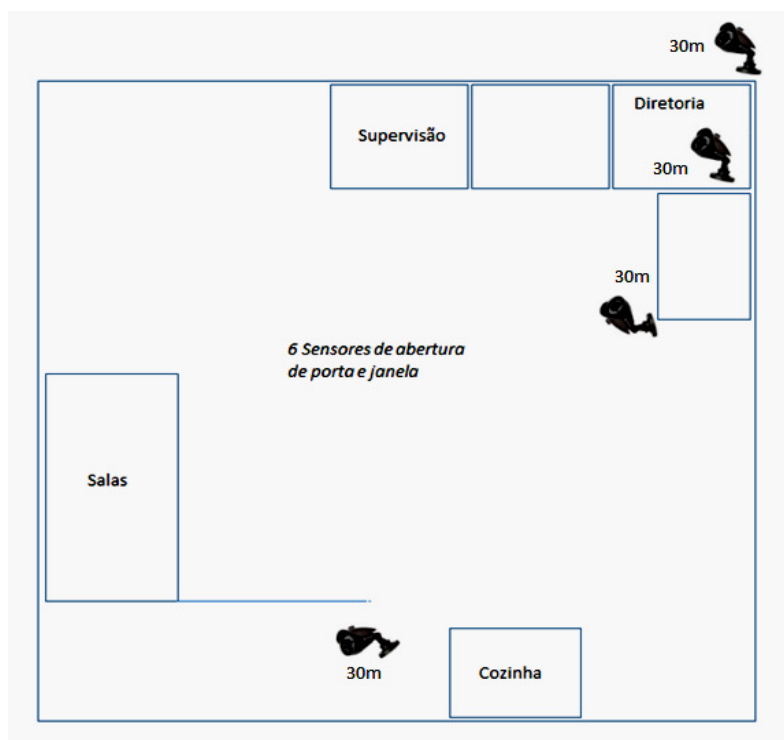 30m
Diretoria
Supervisão
30m
30m
6 Sensores de abertura
de porta e janela
Salas
30m
Cozinha